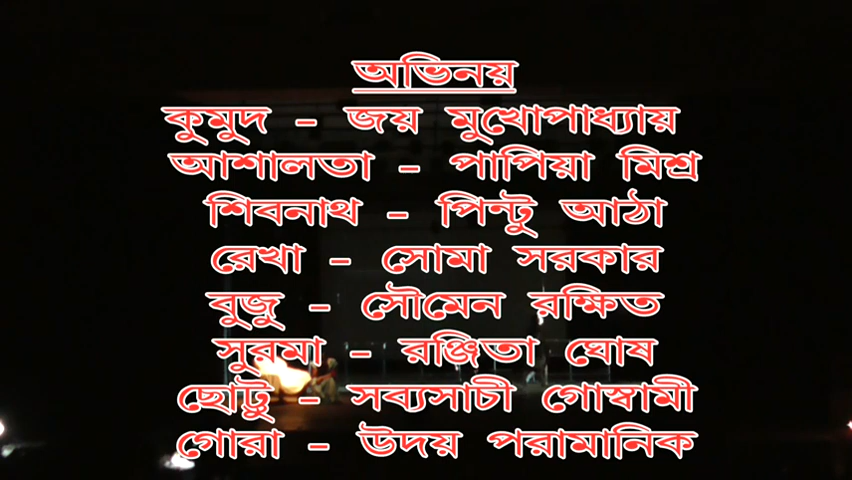 অভিনয়
কুমুদ - জয় মুখোপাধ্যায়
আশালতা - পাপিয়া মিশ্র
শিবনাথ - পিন্টু আঠা
রেখা - সোমা সরকার
বুজু - সৌমেন রক্ষিত
সুরমা - রঞ্জিতা ঘোষ
ছোট্টু - সব্যসাচী গোস্বামী
গোরা - উদয় পরামানিক